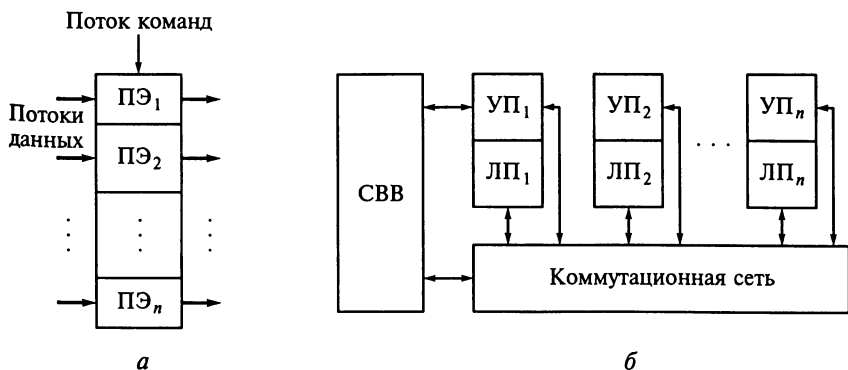 Поток команд
Потоки
данных
ПЭ₁
ПЭ₂
ПЭₙ
а
СВВ
УП₁
УП₂
УПₙ
ЛП₁
ЛП₂
ЛПₙ
. . .
Коммутационная сеть
б